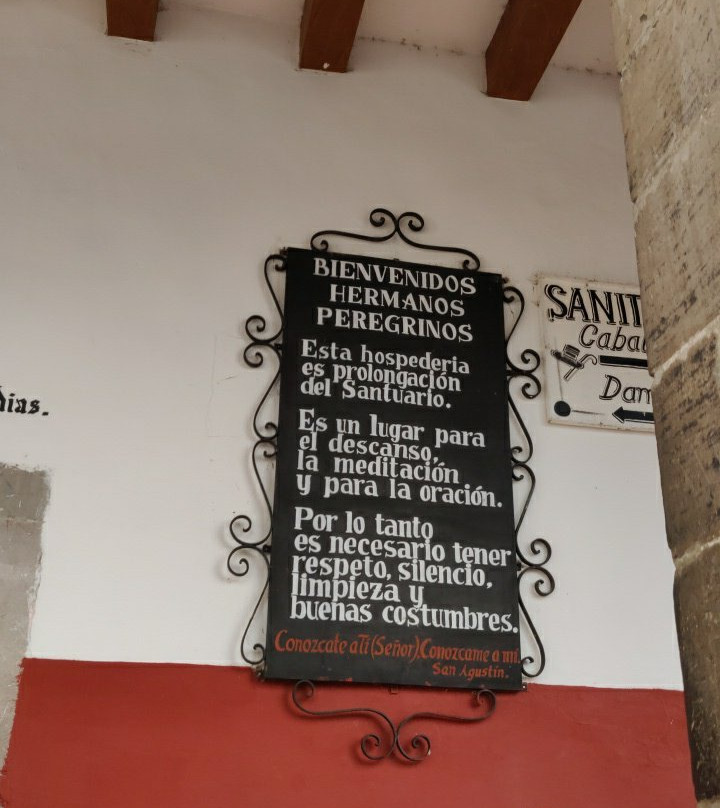 dias.
BIENVENIDOS
HERMANOS
PEREGRINOS
Esta hospederia
es prolongación
del Santuario.
Es un lugar para
el descanso,
la meditación
y para la oración.
Por lo tanto
es necesario tener
respeto, silencio,
limpieza y
buenas costumbres.
Conozcate a Ti (Señor), Conozcame a mi.
San Agustin.
SANIT
Cabal
Dam